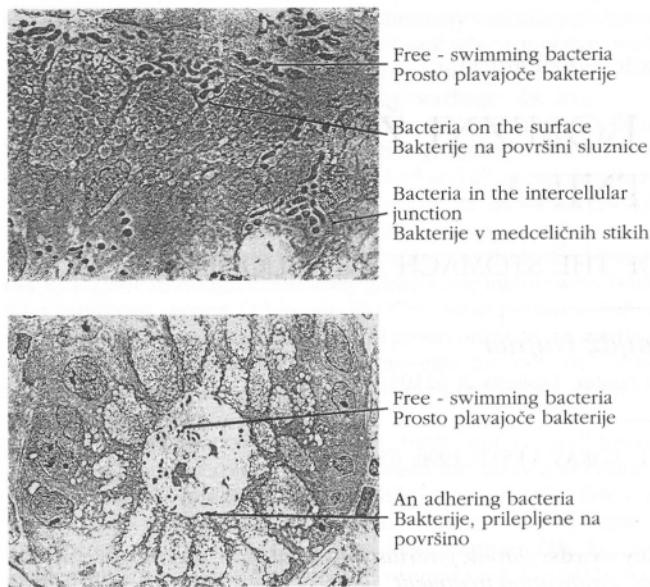 Free - swimming bacteria
Prosto plavajoče bakterije
Bacteria on the surface
Bakterije na površini sluznice
Bacteria in the intercellular
junction
Bakterije v medceličnih stikih
Free - swimming bacteria
Prosto plavajoče bakterije
An adhering bacteria
Bakterije, prilepljene na
površino